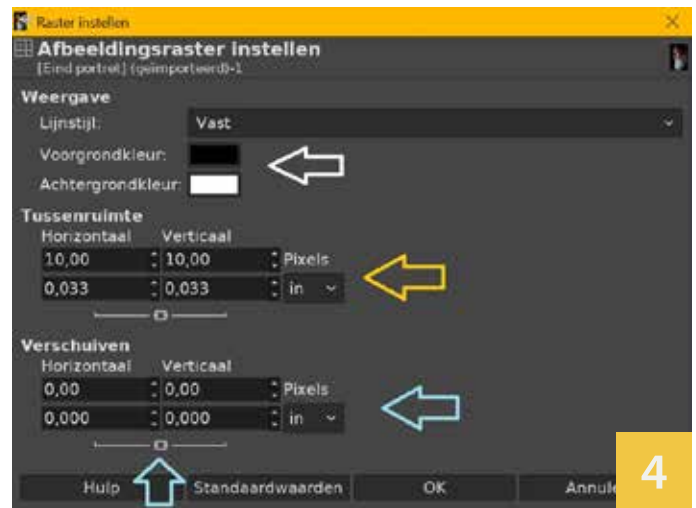 Raster instellen
Afbeeldingsraster instellen
[Eind portret] (geïmporteerd)-1
Weergave
Lijnstijl: Vast
Voorgrondkleur:
Achtergrondkleur:
Tussenruimte
Horizontaal Verticaal
10,00 10,00 Pixels
0,033 0,033 in
Verschuiven
Horizontaal Verticaal
0,00 0,00 Pixels
0,000 0,000 in
Hulp Standaardwaarden OK Annule
4